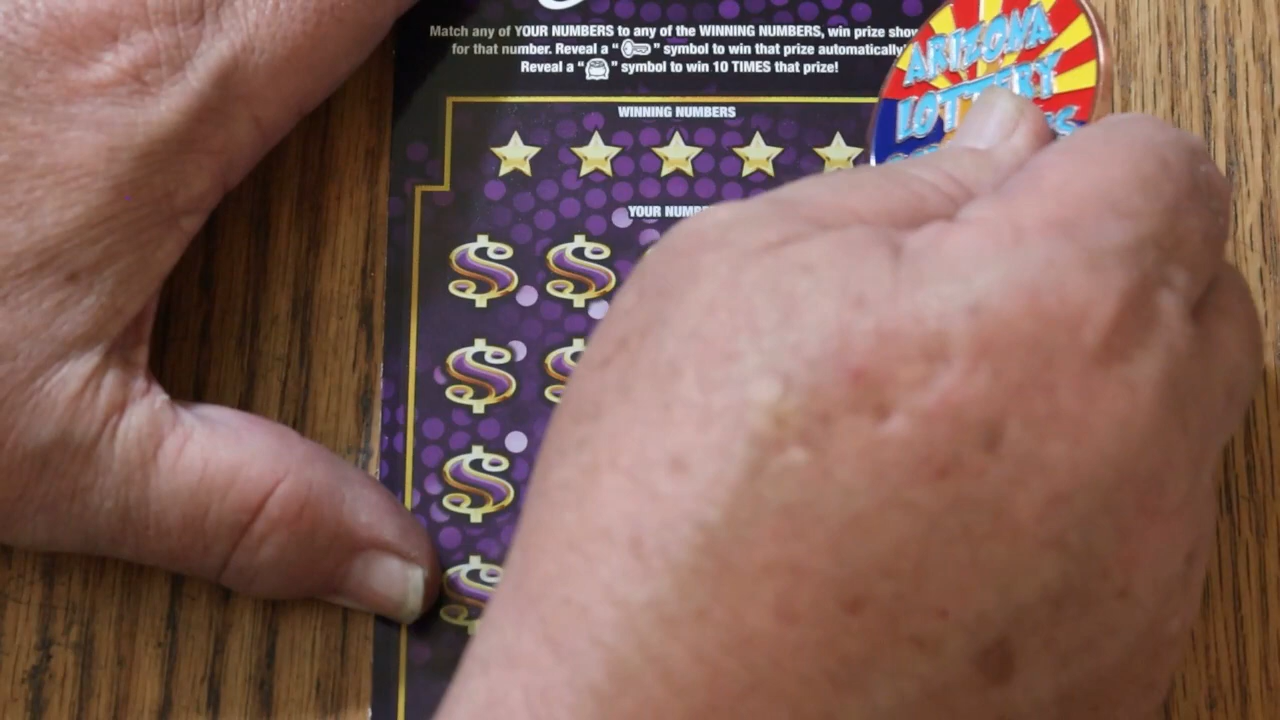 Match any of YOUR NUMBERS to any of the WINNING NUMBERS, win prize
for that number. Reveal a " " symbol to win that prize automatically!
Reveal a " " symbol to win 10 TIMES that prize!
ARIZONA
LOTTERY
WINNING NUMBERS
YOUR